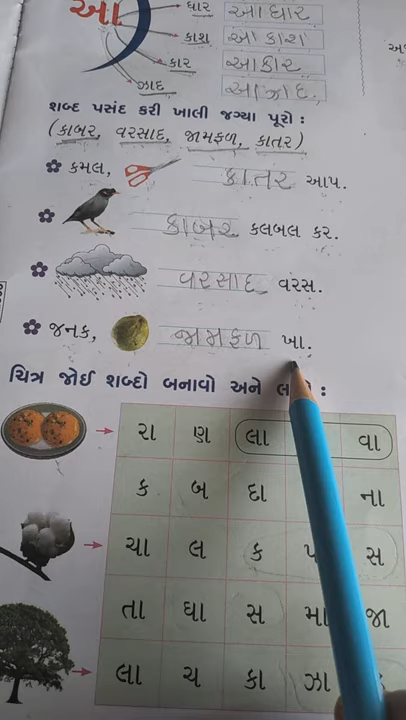 આ
ધાર આધાર
કાશ આકાશ
કાર આકાર
ઝાદ આઝાદ
શબ્દ પસંદ કરી ખાલી જગ્યા પૂરો :
(કાબર, વરસાદ, જામફળ, કાતર)
કમલ, કાતર આપ.
કાબર કલબલ કર.
વરસાદ વરસ.
જનક, જામફળ ખા.
ચિત્ર જોઈ શબ્દો બનાવો અને :
રા ણ લા વા
ક બ દા ના
ચા લ ક સ
તા ઘા સ મા જા
લા ચ કા ઝા